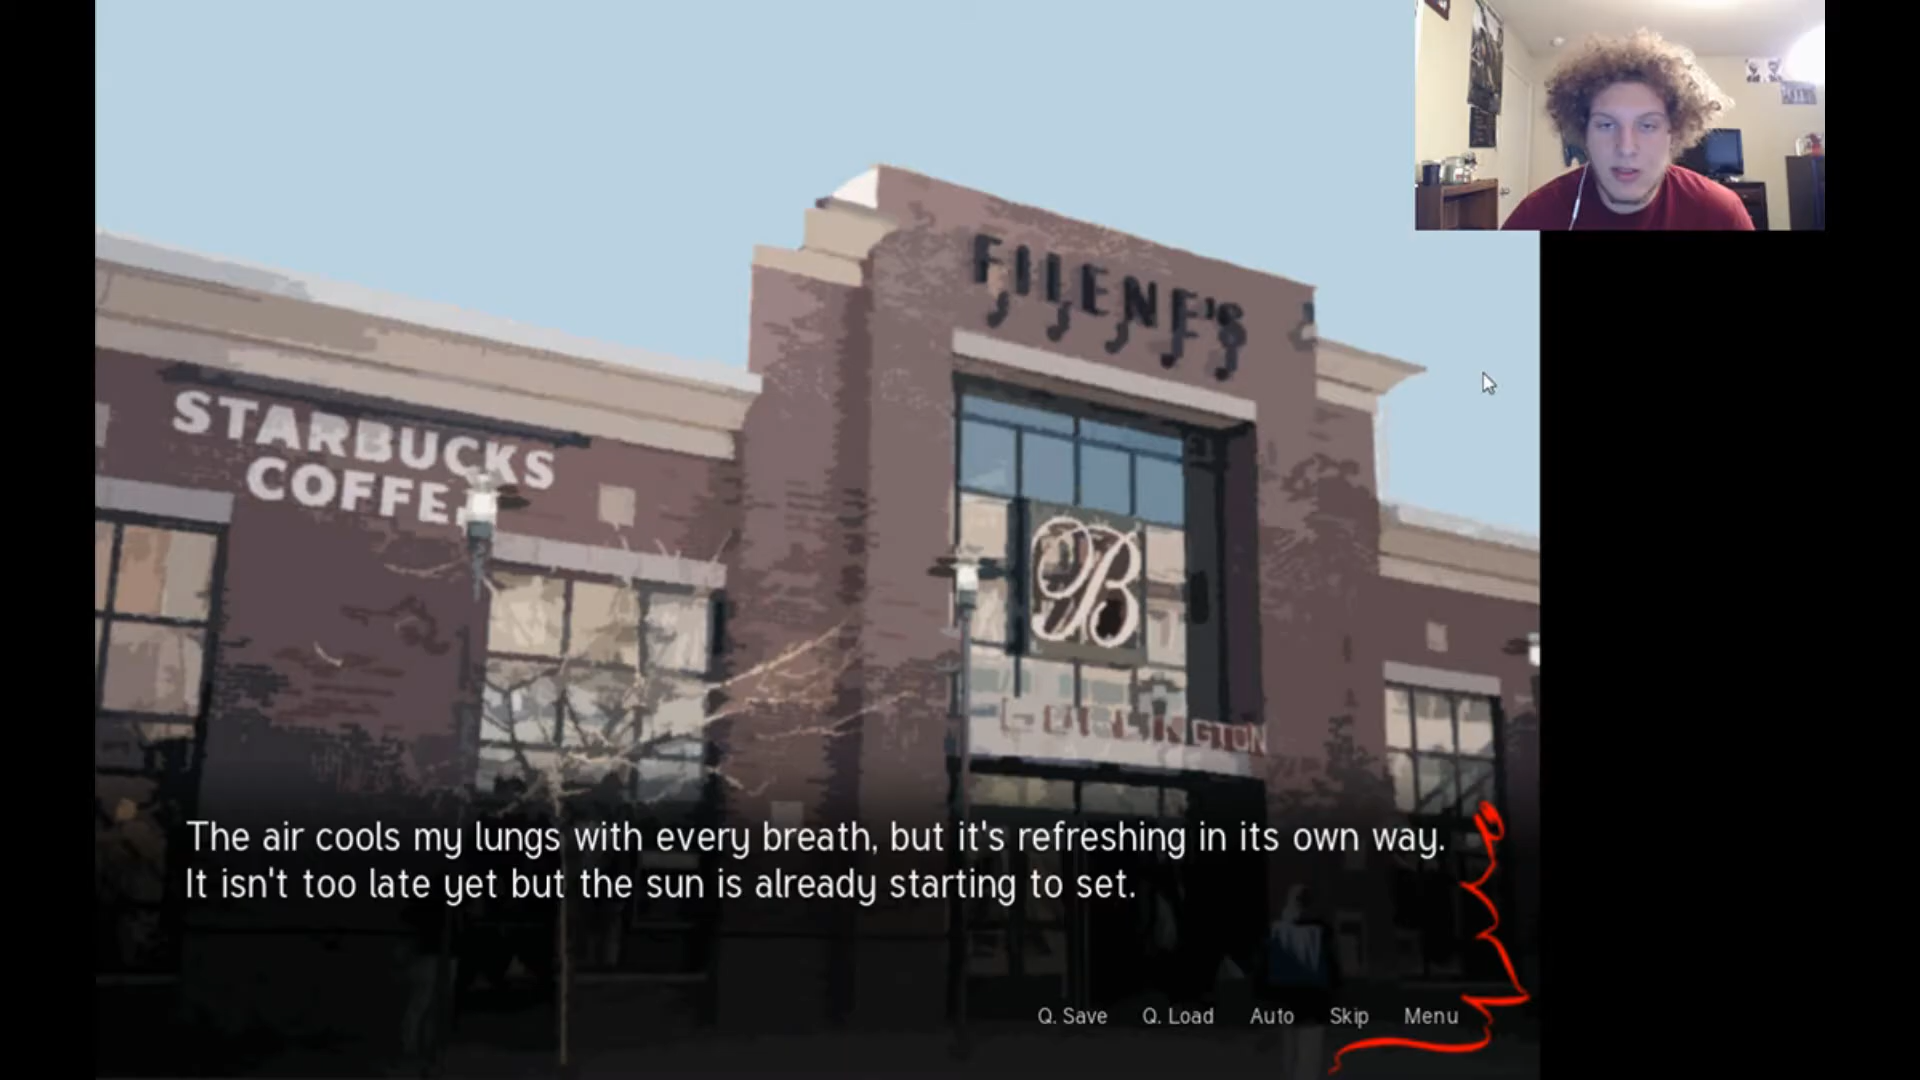 FILENE'S
STARBUCKS
COFFE
B
The air cools my lungs with every breath, but it's refreshing in its own way.
It isn't too late yet but the sun is already starting to set.
Q. Save Q. Load Auto Skip Menu